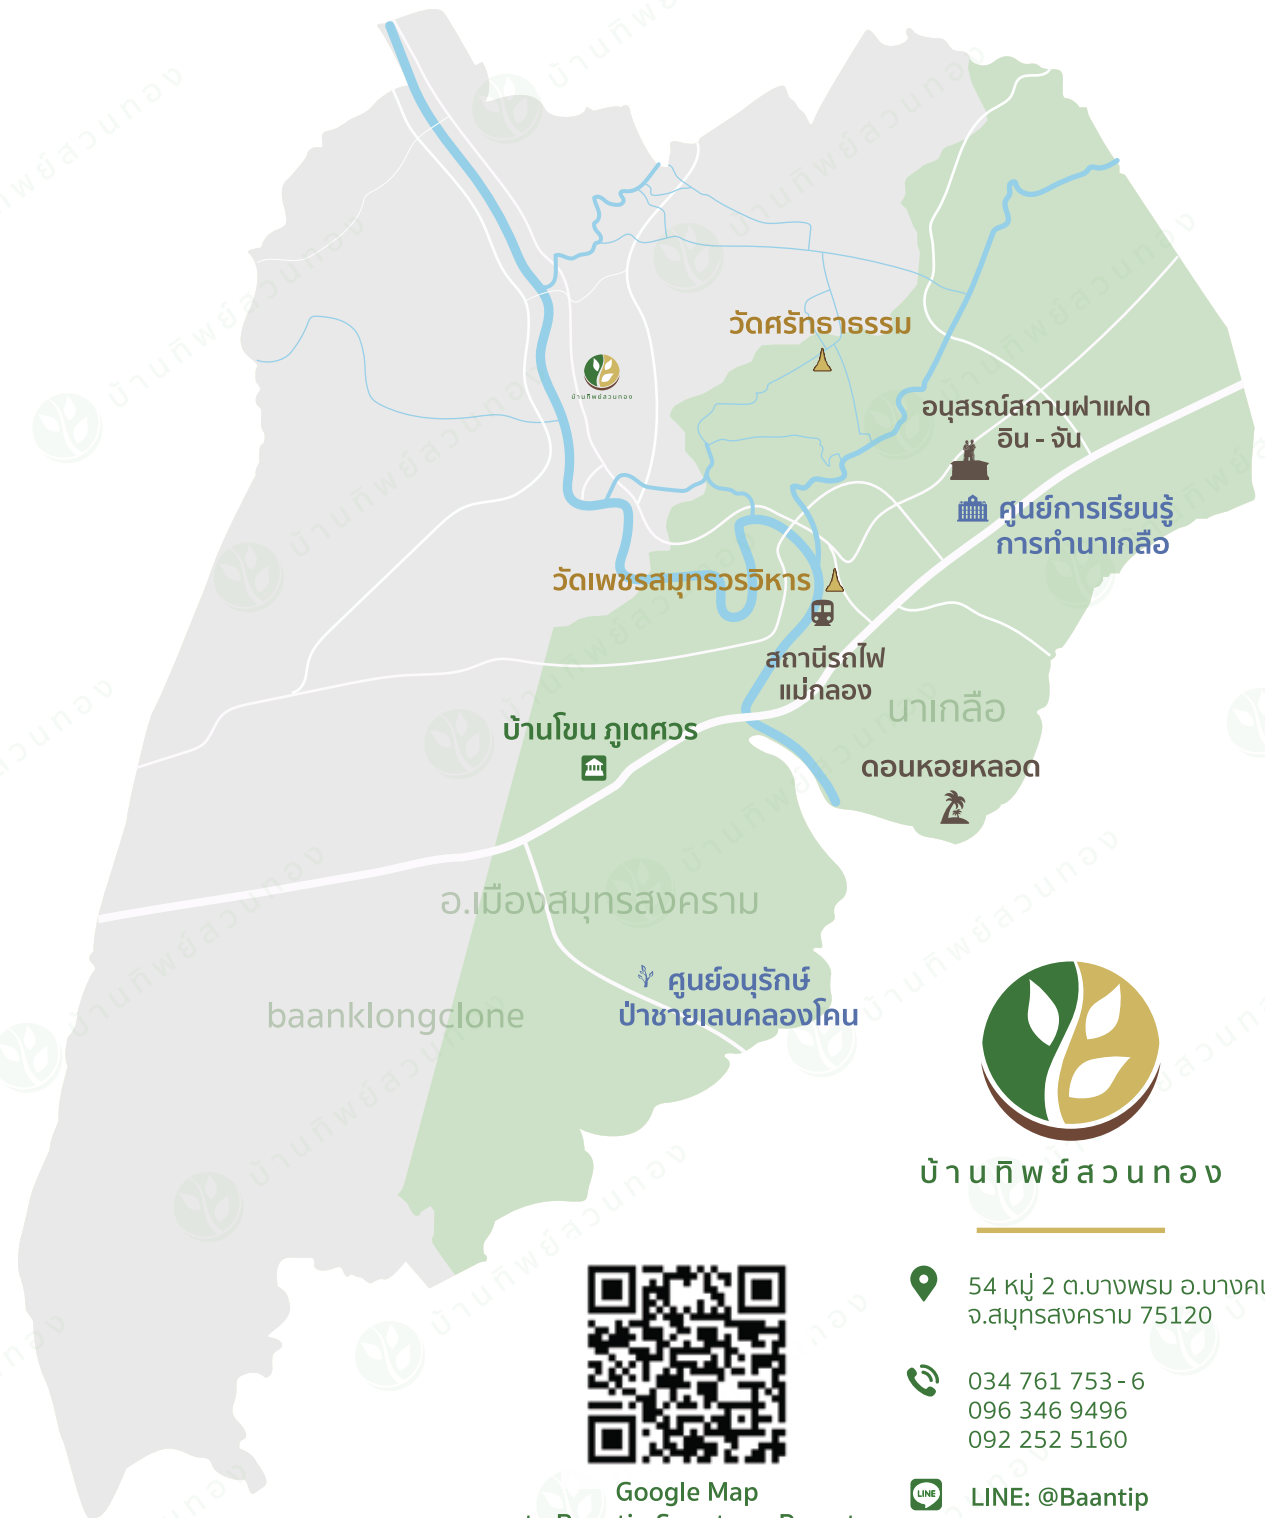 วัดศรัทธาธรรม
บ้านทิพย์สวนทอง
อนุสรณ์สถานฝาแฝด
อิน - จัน
ศูนย์การเรียนรู้
การทำนาเกลือ
วัดเพชรสมุทรวรวิหาร
สถานีรถไฟ
แม่กลอง
นาเกลือ
บ้านโขน ภูเตศวร
ดอนหอยหลอด
อ.เมืองสมุทรสงคราม
ศูนย์อนุรักษ์
ป่าชายเลนคลองโคน
baanklongclone
บ้านทิพย์สวนทอง
54 หมู่ 2 ต.บางพรม
จ.สมุทรสงคราม 75120
034 761 753 - 6
096 346 9496
092 252 5160
LINE
LINE: @Baantip
Google Map